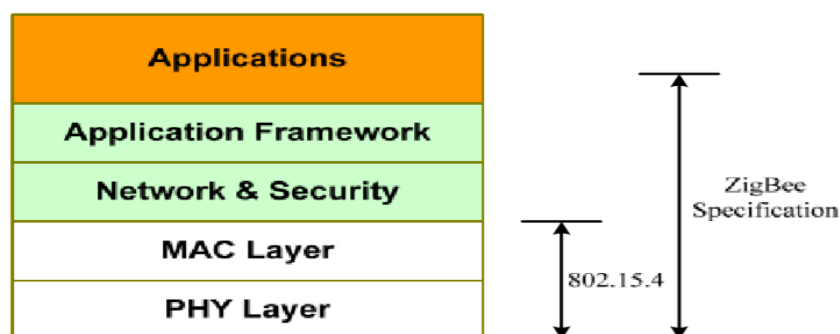 Applications
Application Framework
Network & Security
MAC Layer
PHY Layer
ZigBee
Specification
802.15.4